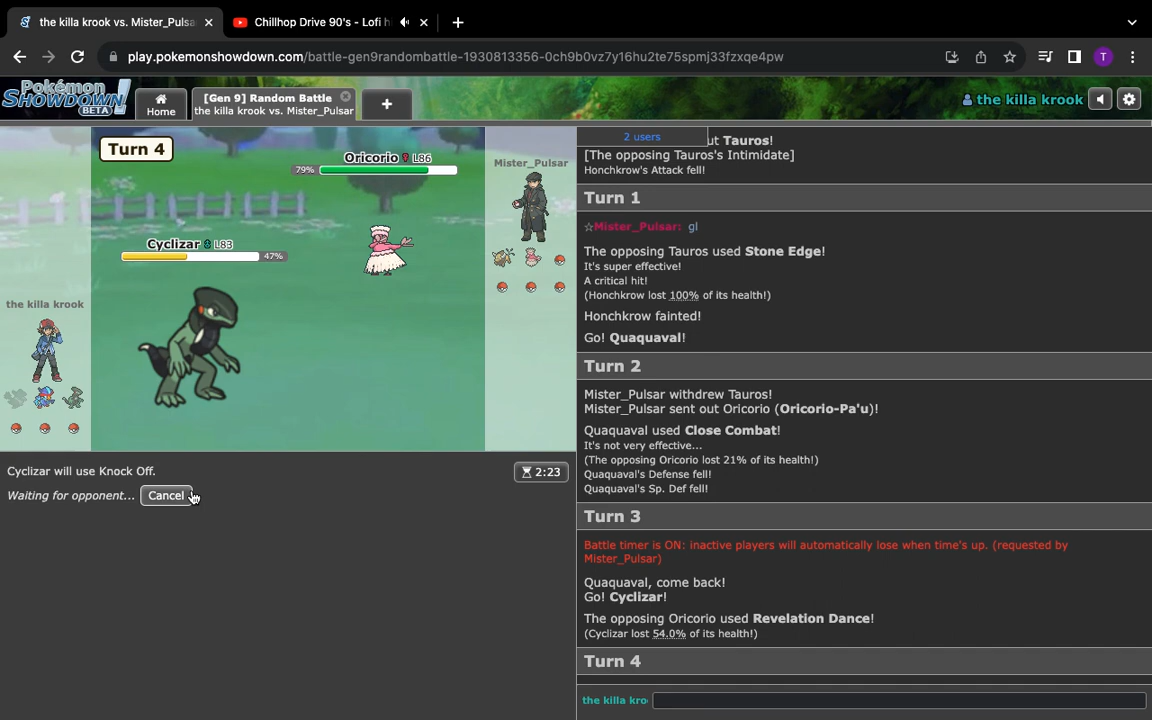 the killa krook vs. Mister_Pulsa
Chillhop Drive 90's - Lofi h
play.pokemonshowdown.com/battle-gen9randombattle-1930813356-0ch9b0vz7y16hu2te75spmj33fzxqe4pw
T
Pokémon
SHOWDOWN!
BETA!
Home
[Gen 9] Random Battle
the killa krook vs. Mister_Pulsar
the killa krook
Turn 4
Oricorio L86
79%
Cyclizar L83
47%
Mister_Pulsar
the killa krook
Cyclizar will use Knock Off.
2:23
Waiting for opponent... Cancel
2 users
ut Tauros!
[The opposing Tauros's Intimidate]
Honchkrow's Attack fell!
Turn 1
☆Mister_Pulsar: gl
The opposing Tauros used Stone Edge!
It's super effective!
A critical hit!
(Honchkrow lost 100% of its health!)
Honchkrow fainted!
Go! Quaquaval!
Turn 2
Mister_Pulsar withdrew Tauros!
Mister_Pulsar sent out Oricorio (Oricorio-Pa'u)!
Quaquaval used Close Combat!
It's not very effective...
(The opposing Oricorio lost 21% of its health!)
Quaquaval's Defense fell!
Quaquaval's Sp. Def fell!
Turn 3
Battle timer is ON: inactive players will automatically lose when time's up. (requested by
Mister_Pulsar)
Quaquaval, come back!
Go! Cyclizar!
The opposing Oricorio used Revelation Dance!
(Cyclizar lost 54.0% of its health!)
Turn 4
the killa kro